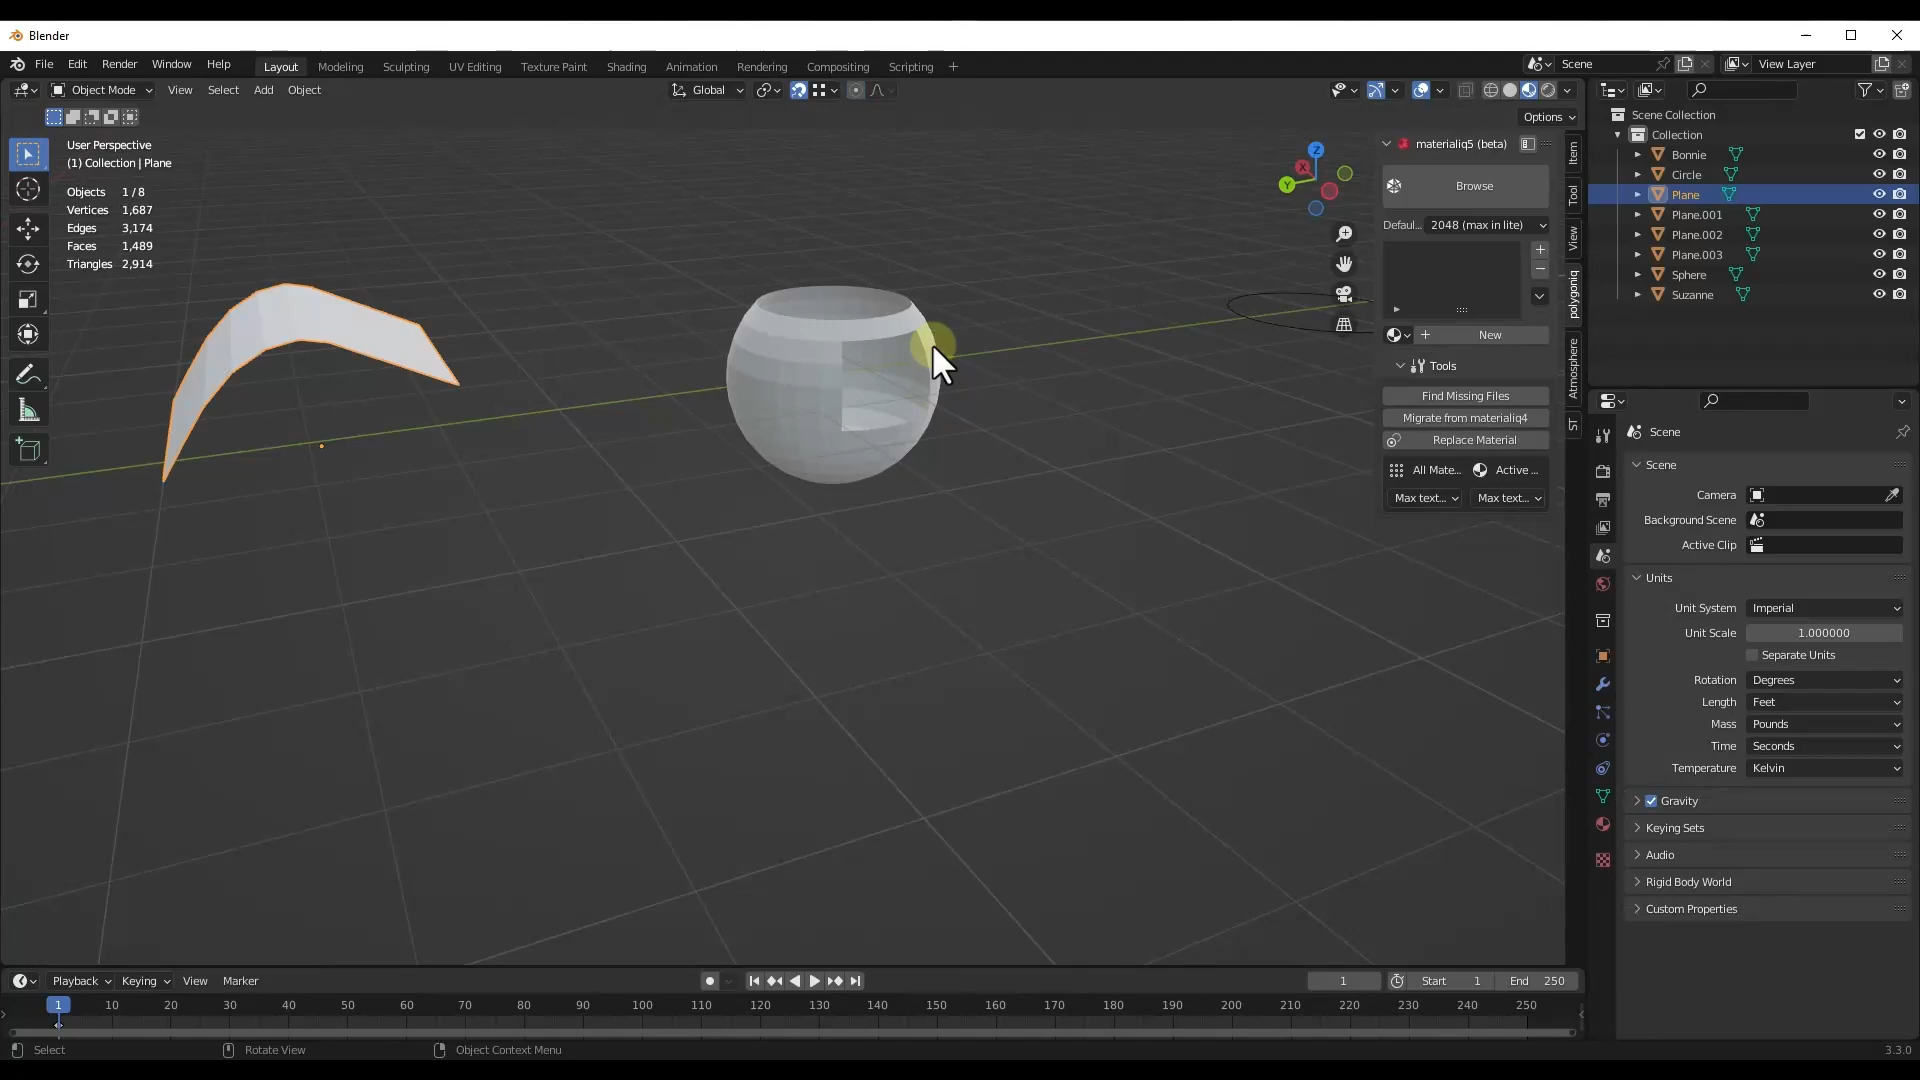 Blender
File Edit Render Window Help Layout Modeling Sculpting UV Editing Texture Paint Shading Animation Rendering Compositing Scripting + Scene View Layer
Object Mode View Select Add Object Global
Options
User Perspective
(1) Collection | Plane
Objects 1 / 8
Vertices 1,687
Edges 3,174
Faces 1,489
Triangles 2,914
Z
X
Y
materialiq5 (beta)
Browse
Defaul... 2048 (max in lite)
New
Tools
Find Missing Files
Migrate from materialiq4
Replace Material
All Mate... Active ...
Max text... Max text...
Item
Tool
View
polygoniq
Atmosphere
ST
Scene Collection
Collection
Bonnie
Circle
Plane
Plane.001
Plane.002
Plane.003
Sphere
Suzanne
Scene
Scene
Camera
Background Scene
Active Clip
Units
Unit System Imperial
Unit Scale 1.000000
Separate Units
Rotation Degrees
Length Feet
Mass Pounds
Time Seconds
Temperature Kelvin
Gravity
Keying Sets
Audio
Rigid Body World
Custom Properties
Playback Keying View Marker 1 Start 1 End 250
1 10 20 30 40 50 60 70 80 90 100 110 120 130 140 150 160 170 180 190 200 210 220 230 240 250
Select Rotate View Object Context Menu 3.3.0